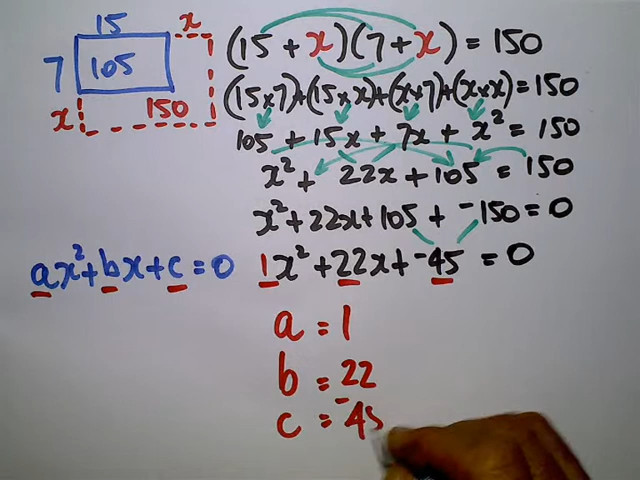 15 x
7 105
x 150
(15 + x)(7 + x) = 150
(15 × 7) + (15 × x) + (x × 7) + (x × x) = 150
105 + 15x + 7x + x² = 150
x² + 22x + 105 = 150
x² + 22x + 105 + ⁻150 = 0
1x² + 22x + ⁻45 = 0
ax² + bx + c = 0
a = 1
b = 22
c = ⁻45